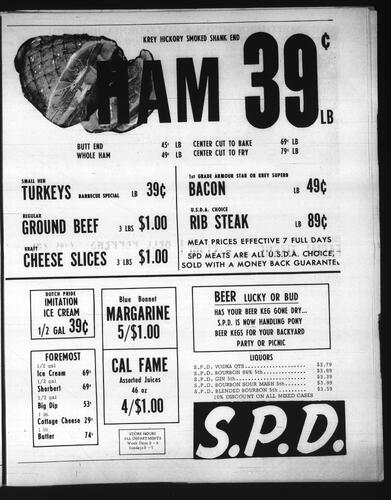 KREY HICKORY SMOKED SHANK END
HAM 39¢ LB
BUTT END 45¢ LB CENTER CUT TO BAKE 69¢ LB
WHOLE HAM 49¢ LB CENTER CUT TO FRY 79¢ LB
SMALL HEN
TURKEYS BARBECUE SPECIAL LB 39¢
REGULAR
GROUND BEEF 3 LBS $1.00
KRAFT
CHEESE SLICES 3 LBS $1.00
1st GRADE ARMOUR STAR OR KREY SUPERB
BACON LB 49¢
U.S.D.A. CHOICE
RIB STEAK LB 89¢
MEAT PRICES EFFECTIVE 7 FULL DAYS
SPD MEATS ARE ALL U.S.D.A. CHOICE,
SOLD WITH A MONEY BACK GUARANTEE
DUTCH PRIDE
IMITATION
ICE CREAM
1/2 GAL 39¢
FOREMOST
1/2 gal
Ice Cream 69¢
1/2 gal
Sherbert 69¢
1/2 gal
Big Dip 53¢
1 lb
Cottage Cheese 29¢
1 lb
Butter 74¢
Blue Bonnet
MARGARINE
5/$1.00
CAL FAME
Assorted Juices
46 oz
4/$1.00
STORE HOURS
ALL DEPARTMENTS
BEER LUCKY OR BUD
HAS YOUR BEER KEG GONE DRY...
S.P.D. IS NOW HANDLING PONY
BEER KEGS FOR YOUR BACKYARD
PARTY OR PICNIC
LIQUORS
S.P.D. VODKA QTS $3.79
S.P.D. BOURBON 86% 5th $3.99
S.P.D. GIN 5th $3.39
S.P.D. BOURBON SOUR MASH 5th $3.99
S.P.D. BLENDED BOURBON 5th $3.59
10% DISCOUNT ON ALL MIXED CASES
S.P.D.